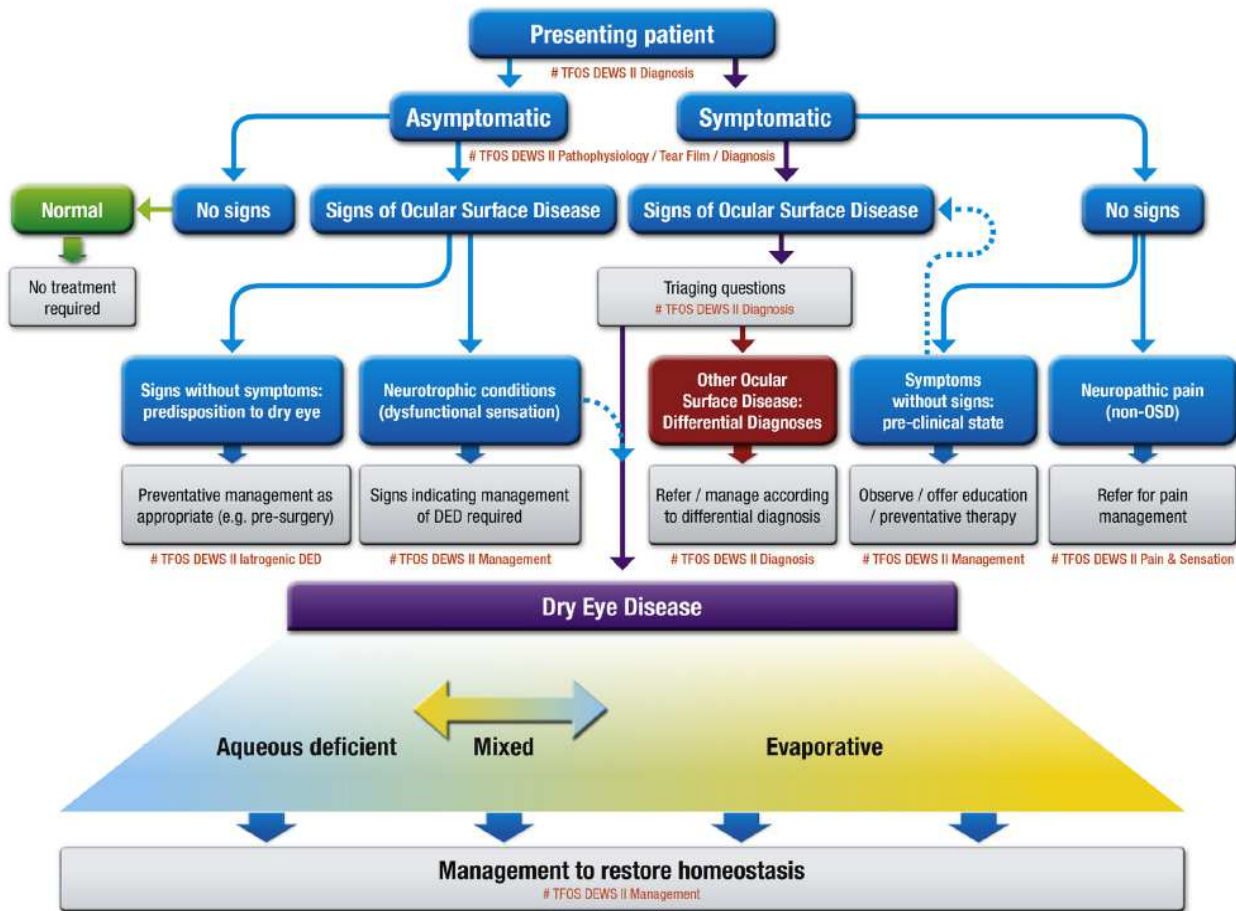 Presenting patient
# TFOS DEWS II Diagnosis
Asymptomatic
Symptomatic
# TFOS DEWS II Pathophysiology / Tear Film / Diagnosis
Normal
No signs
Signs of Ocular Surface Disease
Signs of Ocular Surface Disease
No signs
No treatment
required
Triaging questions
# TFOS DEWS II Diagnosis
Signs without symptoms:
predisposition to dry eye
Neurotrophic conditions
(dysfunctional sensation)
Other Ocular
Surface Disease:
Differential Diagnoses
Symptoms
without signs:
pre-clinical state
Neuropathic pain
(non-OSD)
Preventative management as
appropriate (e.g. pre-surgery)
Signs indicating management
of DED required
Refer / manage according
to differential diagnosis
Observe / offer education
/ preventative therapy
Refer for pain
management
# TFOS DEWS II Iatrogenic DED
# TFOS DEWS II Management
# TFOS DEWS II Diagnosis
# TFOS DEWS II Management
# TFOS DEWS II Pain & Sensation
Dry Eye Disease
Aqueous deficient
Mixed
Evaporative
Management to restore homeostasis
# TFOS DEWS II Management